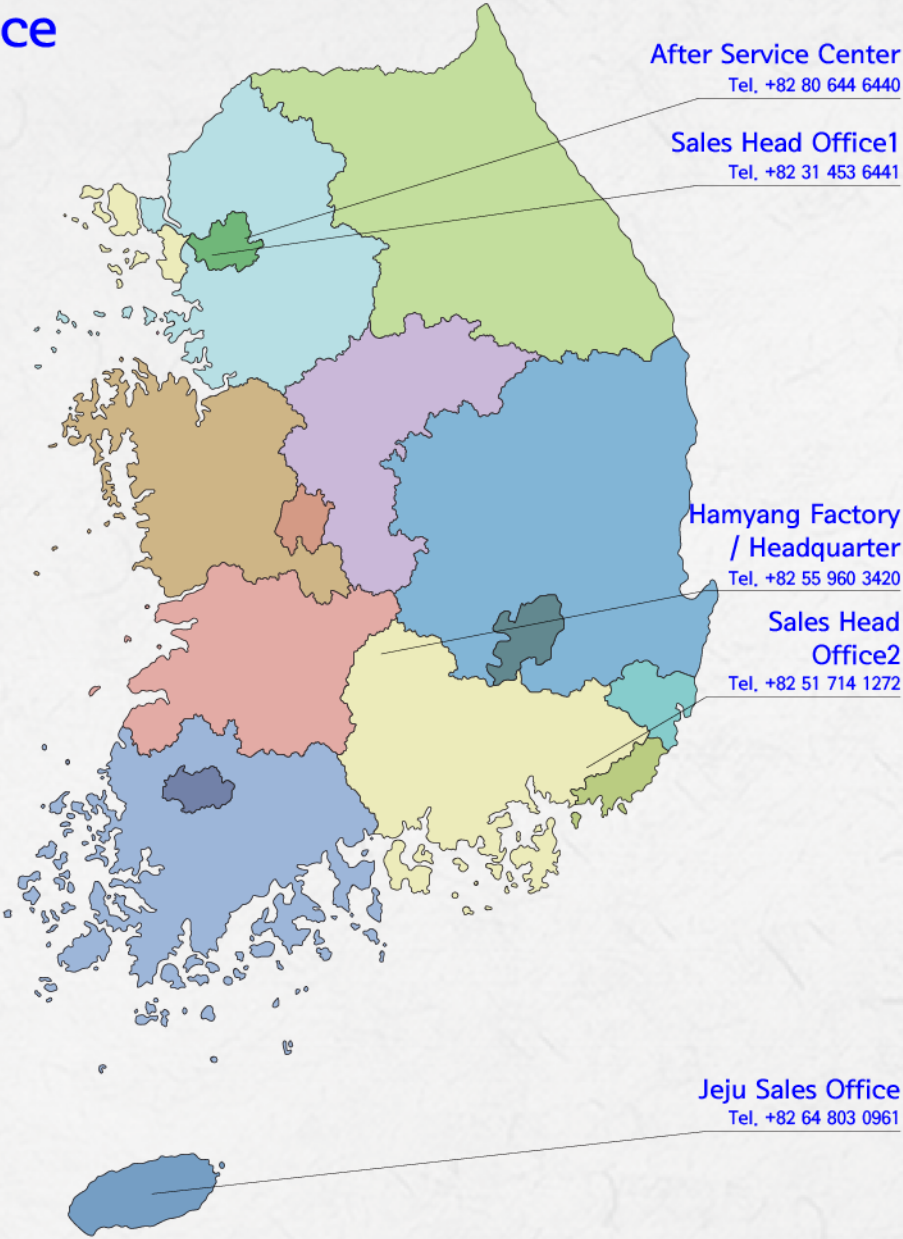 ce
After Service Center
Tel. +82 80 644 6440
Sales Head Office1
Tel. +82 31 453 6441
Hamyang Factory
/ Headquarter
Tel. +82 55 960 3420
Sales Head
Office2
Tel. +82 51 714 1272
Jeju Sales Office
Tel. +82 64 803 0961